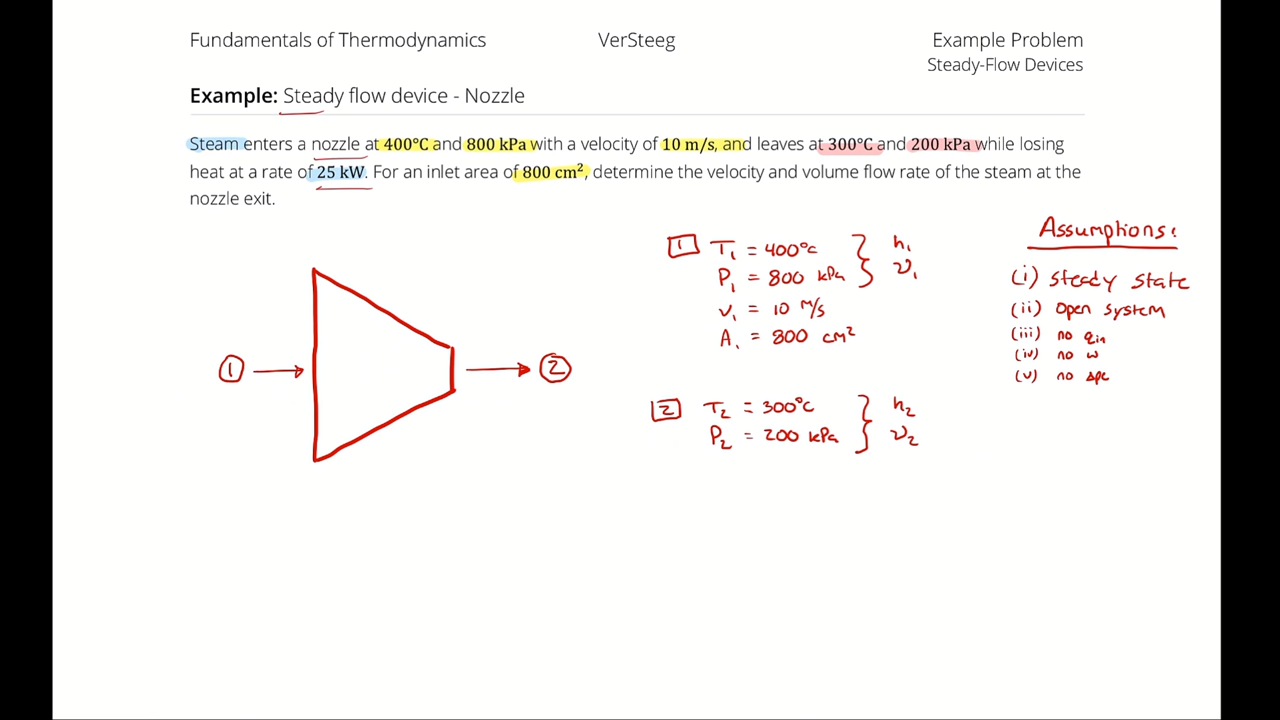 Fundamentals of Thermodynamics VerSteeg Example Problem
Steady-Flow Devices
Example: Steady flow device - Nozzle
Steam enters a nozzle at 400°C and 800 kPa with a velocity of 10 m/s, and leaves at 300°C and 200 kPa while losing
heat at a rate of 25 kW. For an inlet area of 800 cm², determine the velocity and volume flow rate of the steam at the
nozzle exit.
1 T₁ = 400°C } h₁
P₁ = 800 kPa ν₁
v₁ = 10 m/s
A₁ = 800 cm²
2 T₂ = 300°C } h₂
P₂ = 200 kPa ν₂
Assumptions:
(i) steady state
(ii) open system
(iii) no qin
(iv) no w
(v) no Δpe
1 → → 2